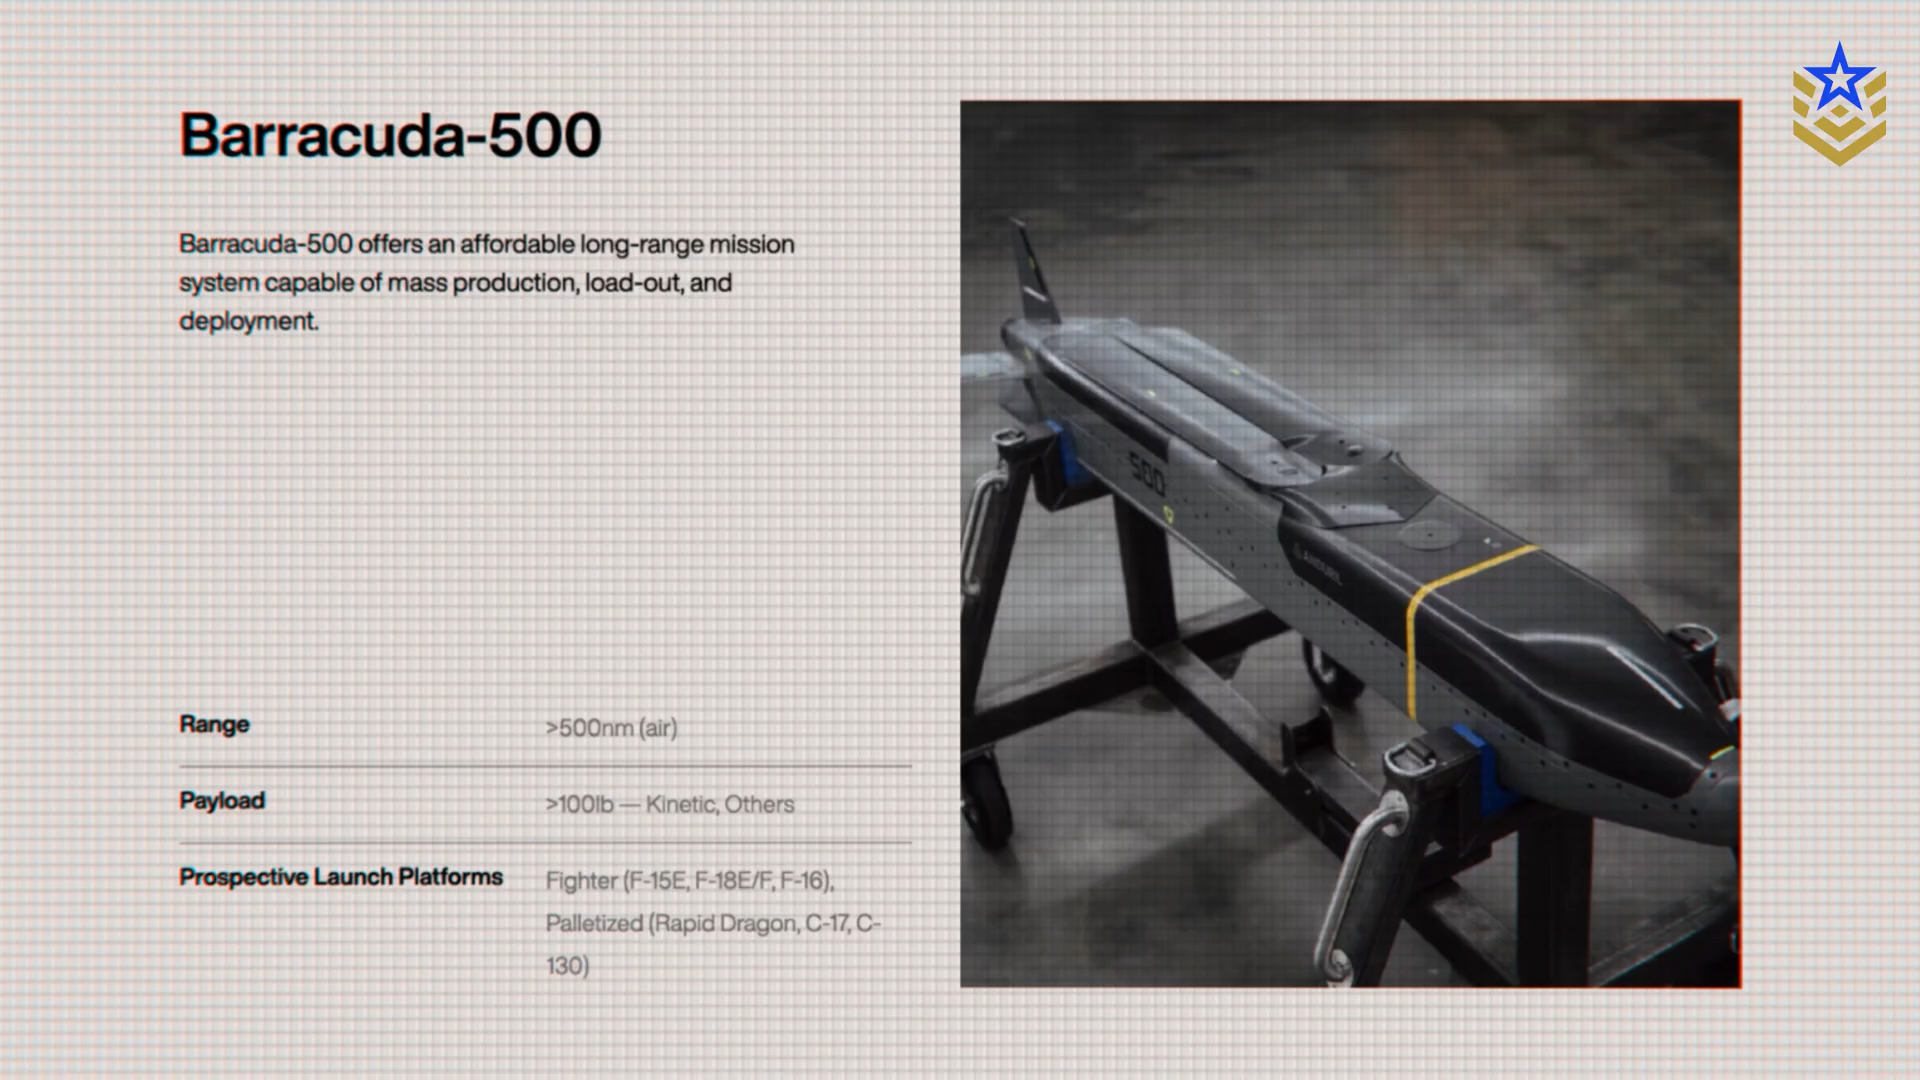 Barracuda-500
Barracuda-500 offers an affordable long-range mission
system capable of mass production, load-out, and
deployment.
Range
>500nm (air)
Payload
>100lb — Kinetic, Others
Prospective Launch Platforms
Fighter (F-15E, F-18E/F, F-16),
Palletized (Rapid Dragon, C-17, C-
130)
500
ANDURIL